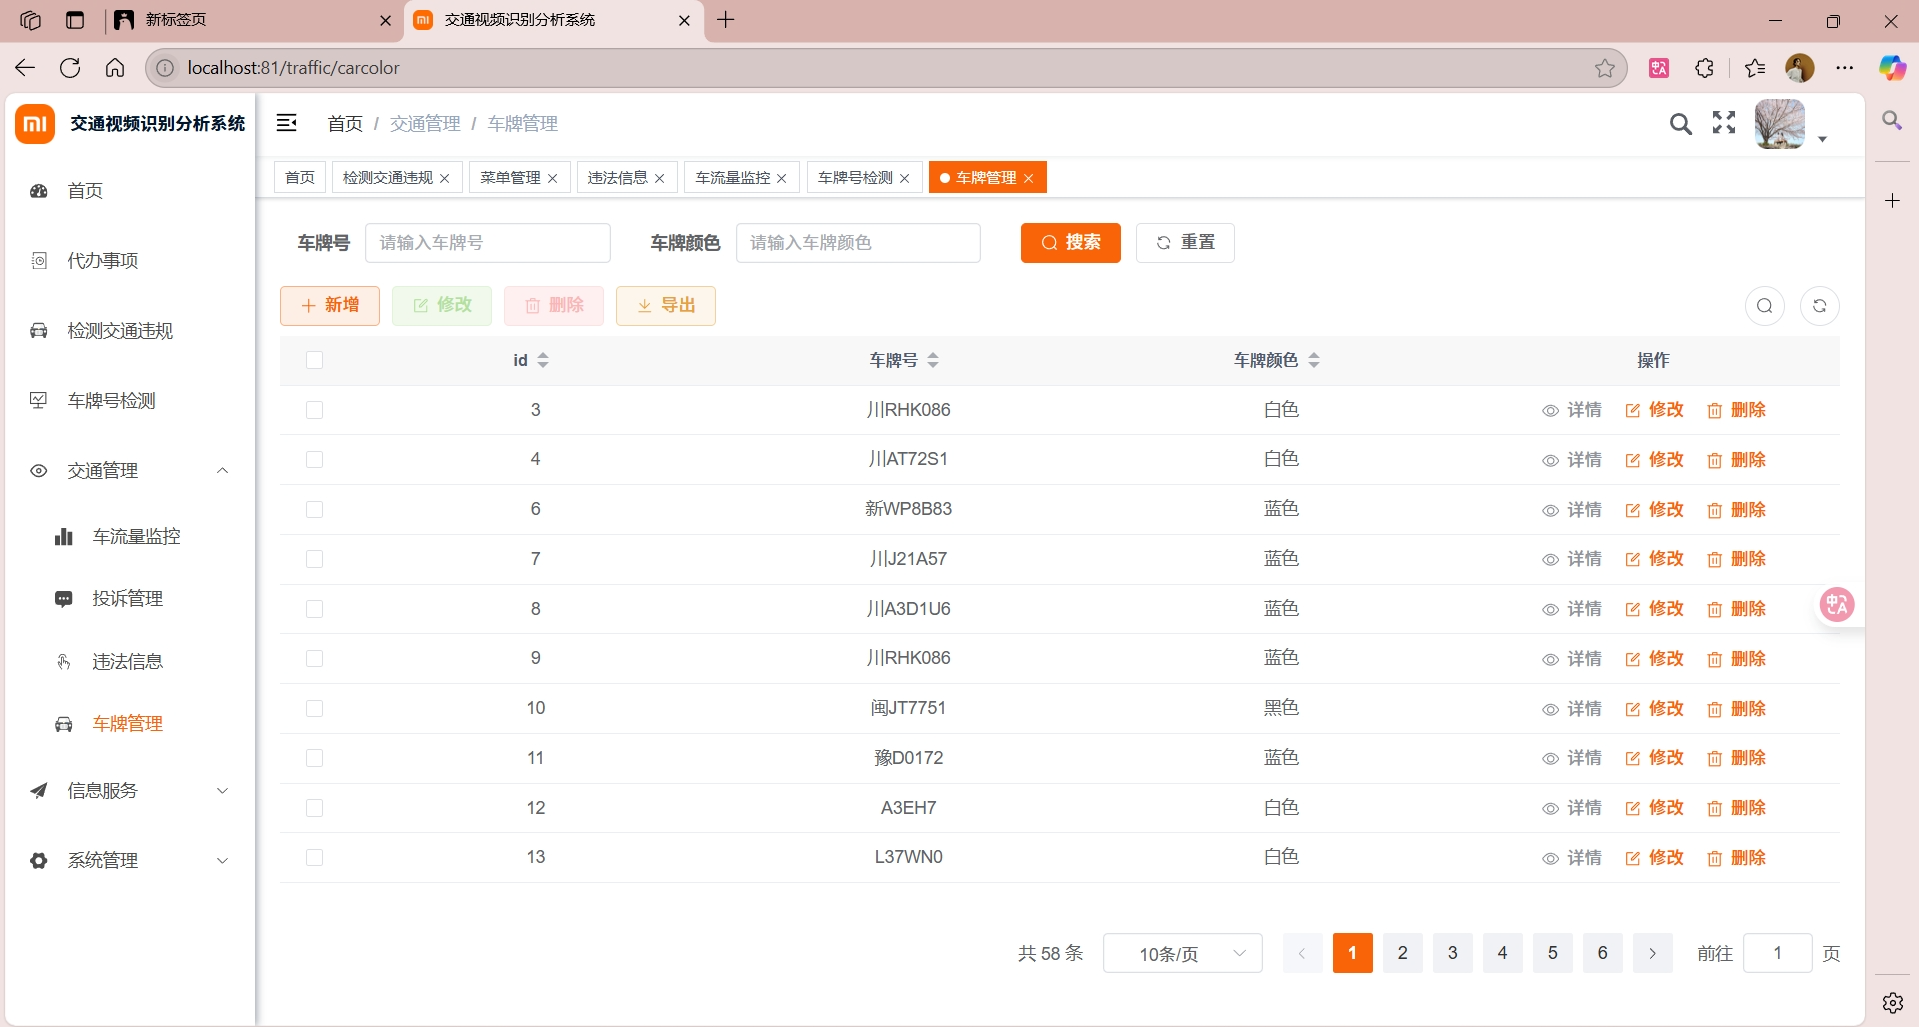 新标签页
交通视频识别分析系统
localhost:81/traffic/carcolor
交通视频识别分析系统
首页 / 交通管理 / 车牌管理
首页
检测交通违规
菜单管理
违法信息
车流量监控
车牌号检测
车牌管理
首页
代办事项
检测交通违规
车牌号检测
交通管理
车流量监控
投诉管理
违法信息
车牌管理
信息服务
系统管理
车牌号 请输入车牌号 车牌颜色 请输入车牌颜色 搜索 重置
新增 修改 删除 导出
id 车牌号 车牌颜色 操作
3 川RHK086 白色 详情 修改 删除
4 川AT72S1 白色 详情 修改 删除
6 新WP8B83 蓝色 详情 修改 删除
7 川J21A57 蓝色 详情 修改 删除
8 川A3D1U6 蓝色 详情 修改 删除
9 川RHK086 蓝色 详情 修改 删除
10 闽JT7751 黑色 详情 修改 删除
11 豫D0172 蓝色 详情 修改 删除
12 A3EH7 白色 详情 修改 删除
13 L37WN0 白色 详情 修改 删除
共 58 条 10条/页 1 2 3 4 5 6 前往 1 页